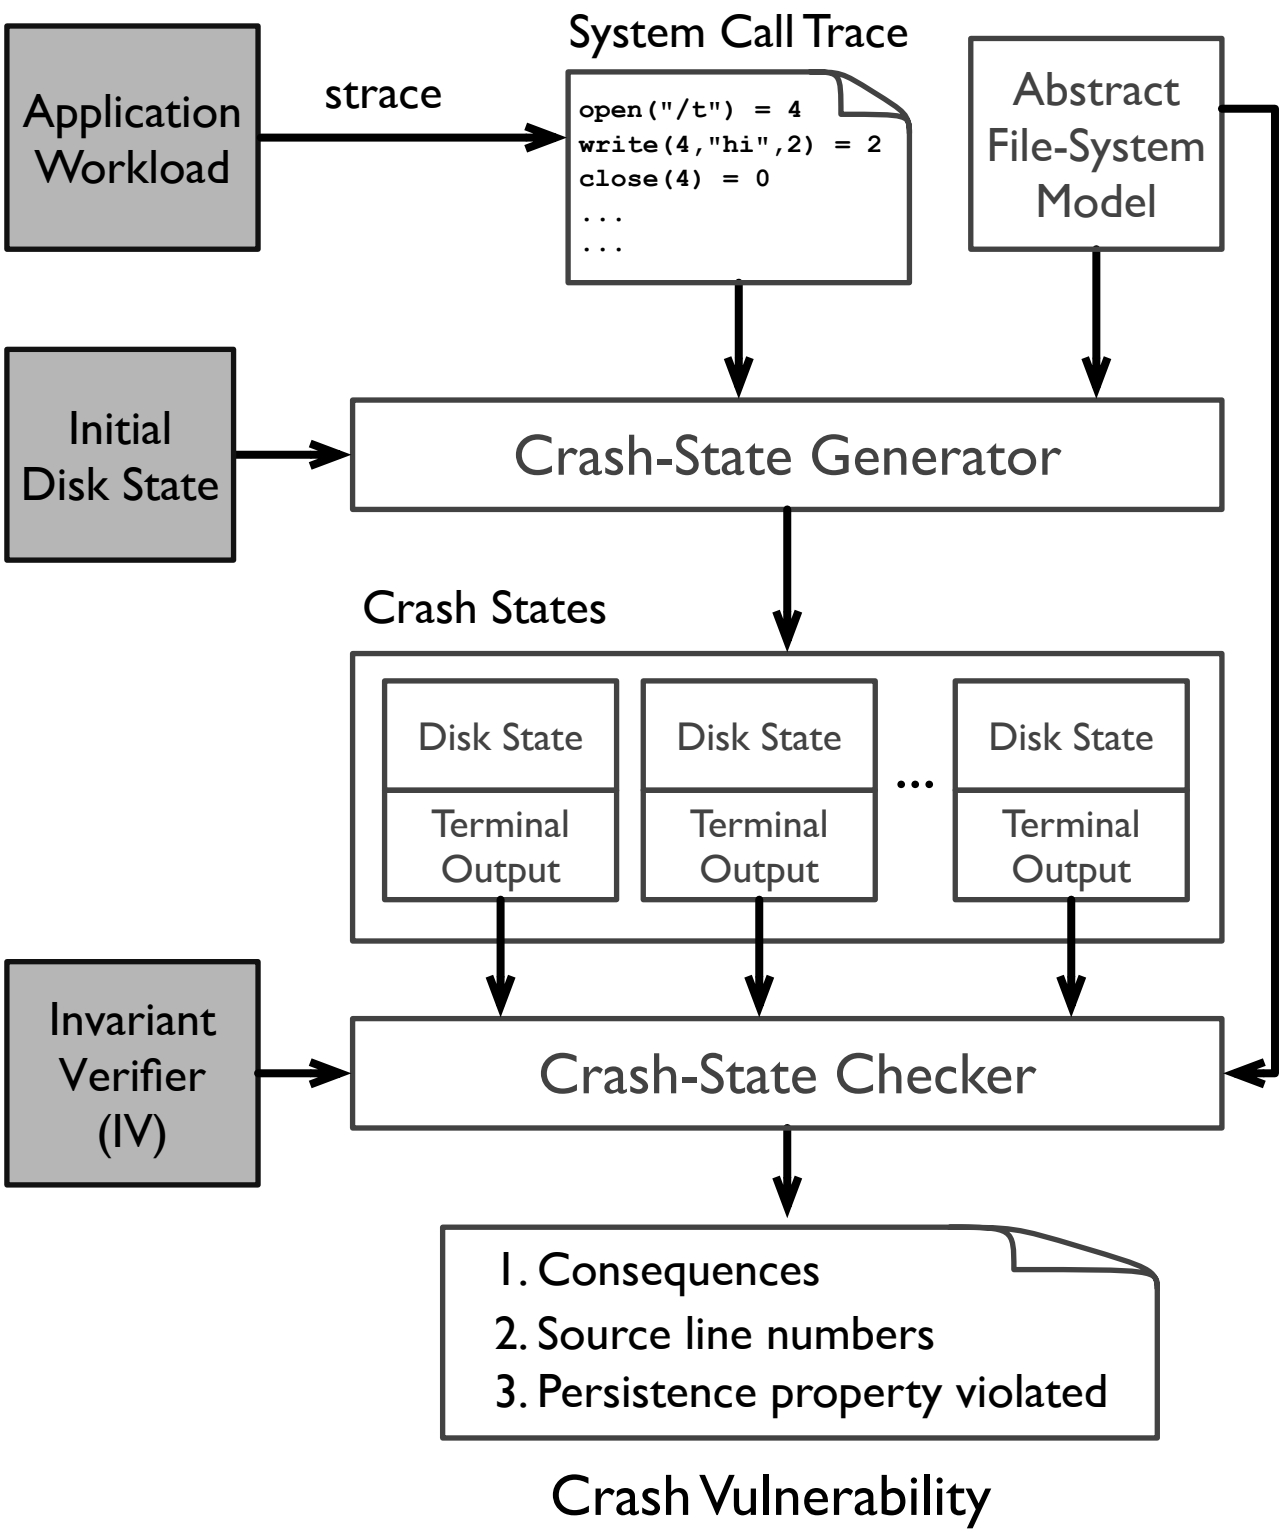 System Call Trace
Application
Workload
strace
open("/t") = 4
write(4,"hi",2) = 2
close(4) = 0
...
...
Abstract
File-System
Model
Initial
Disk State
Crash-State Generator
Crash States
Disk State
Terminal
Output
Disk State
Terminal
Output
...
Disk State
Terminal
Output
Invariant
Verifier
(IV)
Crash-State Checker
1. Consequences
2. Source line numbers
3. Persistence property violated
Crash Vulnerability